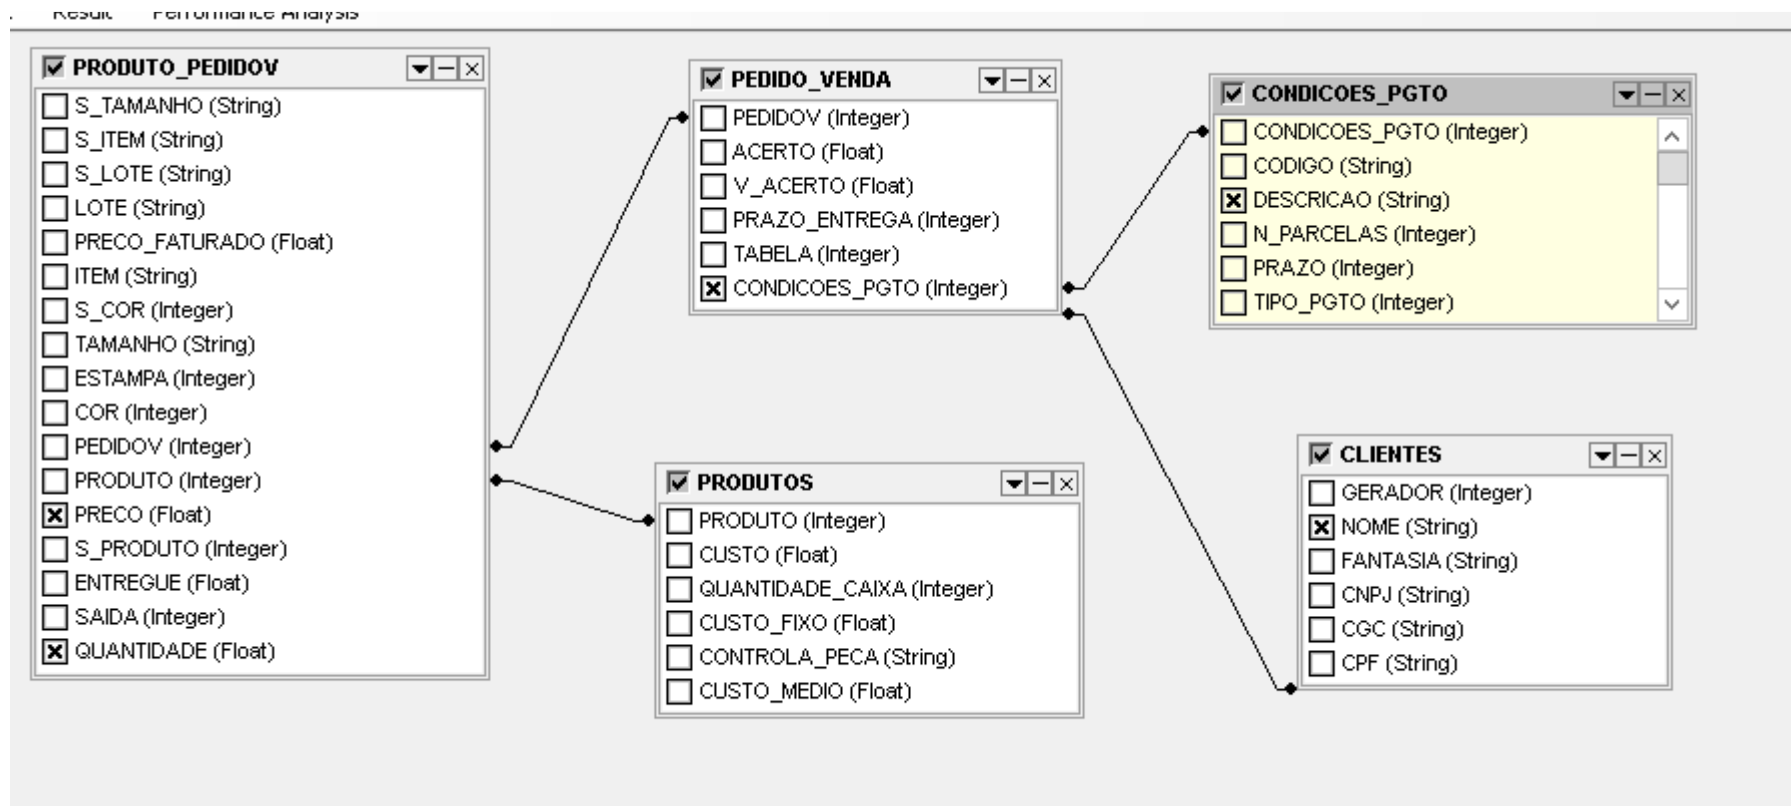 Result Performance Analysis
PRODUTO_PEDIDOV
S_TAMANHO (String)
S_ITEM (String)
S_LOTE (String)
LOTE (String)
PRECO_FATURADO (Float)
ITEM (String)
S_COR (Integer)
TAMANHO (String)
ESTAMPA (Integer)
COR (Integer)
PEDIDOV (Integer)
PRODUTO (Integer)
PRECO (Float)
S_PRODUTO (Integer)
ENTREGUE (Float)
SAIDA (Integer)
QUANTIDADE (Float)
PEDIDO_VENDA
PEDIDOV (Integer)
ACERTO (Float)
V_ACERTO (Float)
PRAZO_ENTREGA (Integer)
TABELA (Integer)
CONDICOES_PGTO (Integer)
CONDICOES_PGTO
CONDICOES_PGTO (Integer)
CODIGO (String)
DESCRICAO (String)
N_PARCELAS (Integer)
PRAZO (Integer)
TIPO_PGTO (Integer)
PRODUTOS
PRODUTO (Integer)
CUSTO (Float)
QUANTIDADE_CAIXA (Integer)
CUSTO_FIXO (Float)
CONTROLA_PECA (String)
CUSTO_MEDIO (Float)
CLIENTES
GERADOR (Integer)
NOME (String)
FANTASIA (String)
CNPJ (String)
CGC (String)
CPF (String)